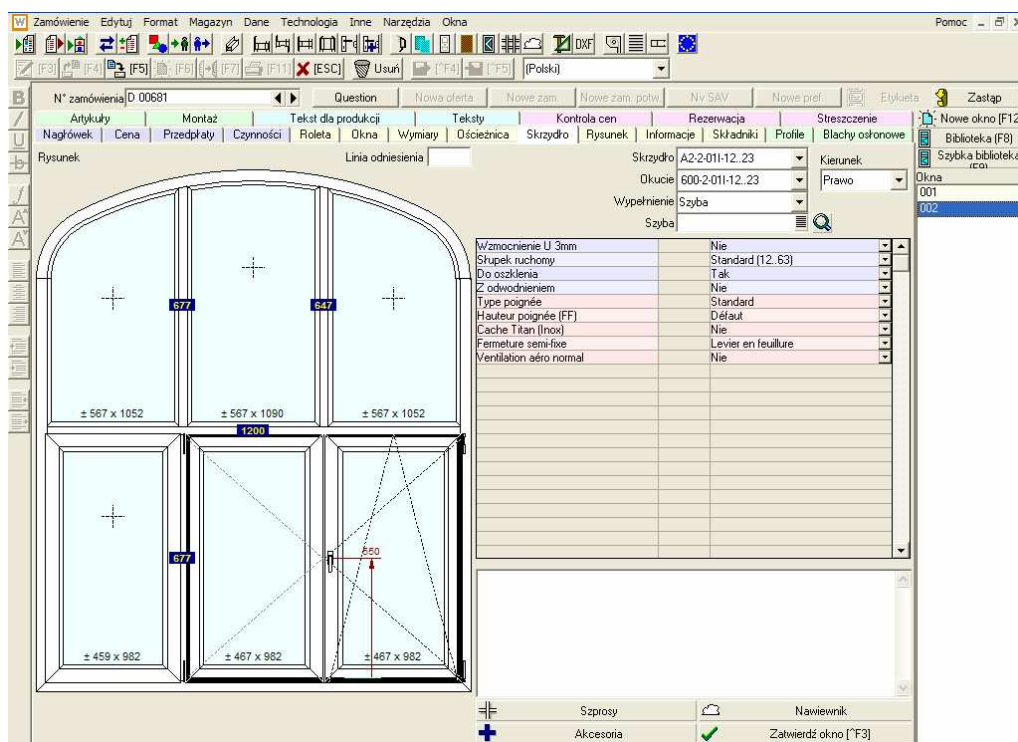 Zamówienie Edytuj Format Magazyn Dane Technologia Inne Narzędzia Okna Pomoc
DXF
[F3] [^F4] [F5] [F6] [F7] [F11] [ESC] Usuń [^F4] [^F5] (Polski)
N° zamówienia D 00681 Question Nowa oferta Nowe zam. Nowe zam. potw. Nv SAV Nowe pref. Etykieta Zastąp
Artykuły Montaż Tekst dla produkcji Teksty Kontrola cen Rezerwacja Streszczenie Nowe okno [F12
Nagłówek Cena Przedpłaty Czynności Roleta Okna Wymiary Ościeżnica Skrzydło Rysunek Informacje Składniki Profile Blachy osłonowe Biblioteka (F8)
Rysunek Linia odniesienia Skrzydło A2-2-01I-12..23 Kierunek Szybka biblioteka
Okucie 600-2-01I-12..23 Prawo Okna
Wypełnienie Szyba 001
Szyba 002
Wzmocnienie U 3mm Nie
Słupek ruchomy Standard (12..63)
Do oszklenia Tak
Z odwodnieniem Nie
Type poignée Standard
Hauteur poignée (FF) Défaut
Cache Titan (Inox) Nie
Fermeture semi-fixe Levier en feuillure
Ventilation aéro normal Nie
677 647
± 567 x 1052 ± 567 x 1090 ± 567 x 1052
1200
677 550
± 459 x 982 ± 467 x 982 ± 467 x 982
Szprosy Nawiewnik
Akcesoria Zatwierdź okno [^F3]